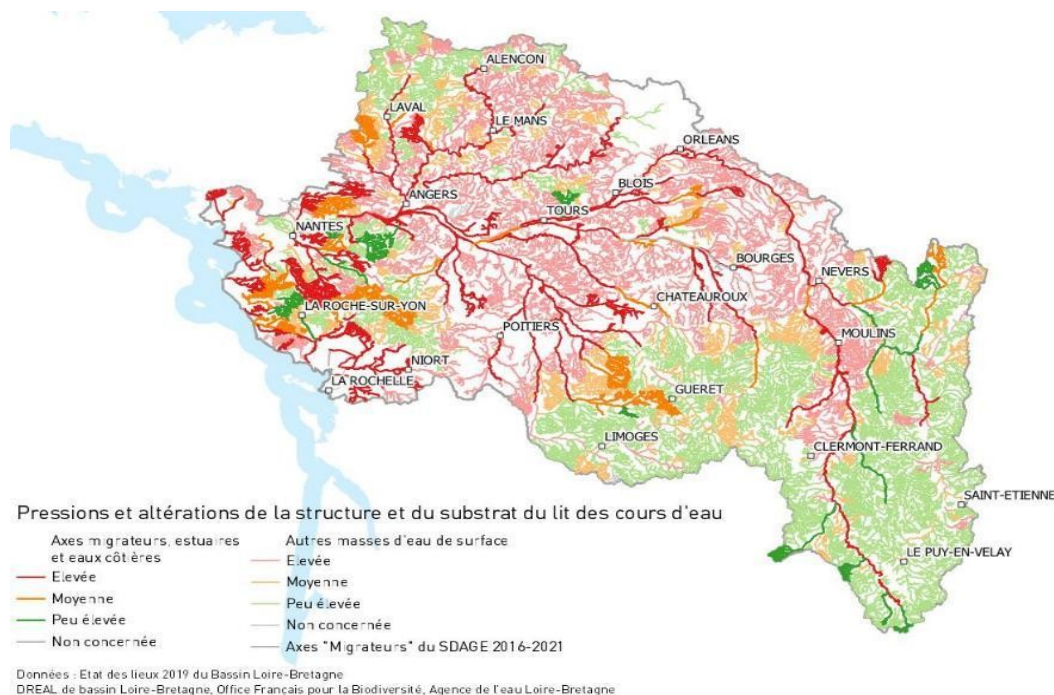 ALENCON
LAVAL
LE MANS
ORLEANS
BLOIS
ANGERS
TOURS
NANTES
BOURGES
NEVERS
CHATEAUROUX
LA ROCHE-SUR-YON
MOULINS
POITIERS
NIORT
GUERET
LA ROCHELLE
LIMOGES
CLERMONT-FERRAND
SAINT-ETIENNE
LE PUY-EN-VELAY
Pressions et altérations de la structure et du substrat du lit des cours d'eau
Axes migrateurs, estuaires
et eaux côtières
Elevée
Moyenne
Peu élevée
Non concernée
Autres masses d'eau de surface
Elevée
Moyenne
Peu élevée
Non concernée
Axes "Migrateurs" du SDAGE 2016-2021
Données : Etat des lieux 2019 du Bassin Loire-Bretagne
DREAL de bassin Loire-Bretagne, Office Français pour la Biodiversité, Agence de l'eau Loire-Bretagne